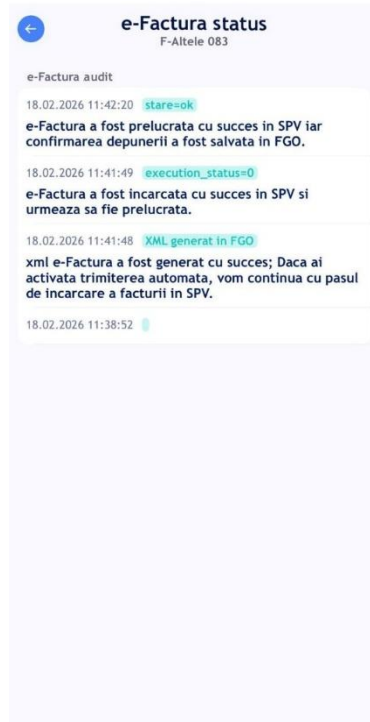 e-Factura status
F-Altele 083
e-Factura audit
18.02.2026 11:42:20 stare=ok
e-Factura a fost prelucrata cu succes in SPV iar
confirmarea depunerii a fost salvata in FGO.
18.02.2026 11:41:49 execution_status=0
e-Factura a fost incarcata cu succes in SPV si
urmeaza sa fie prelucrata.
18.02.2026 11:41:48 XML generat in FGO
xml e-Factura a fost generat cu succes; Daca ai
activata trimiterea automata, vom continua cu pasul
de incarcare a facturii in SPV.
18.02.2026 11:38:52